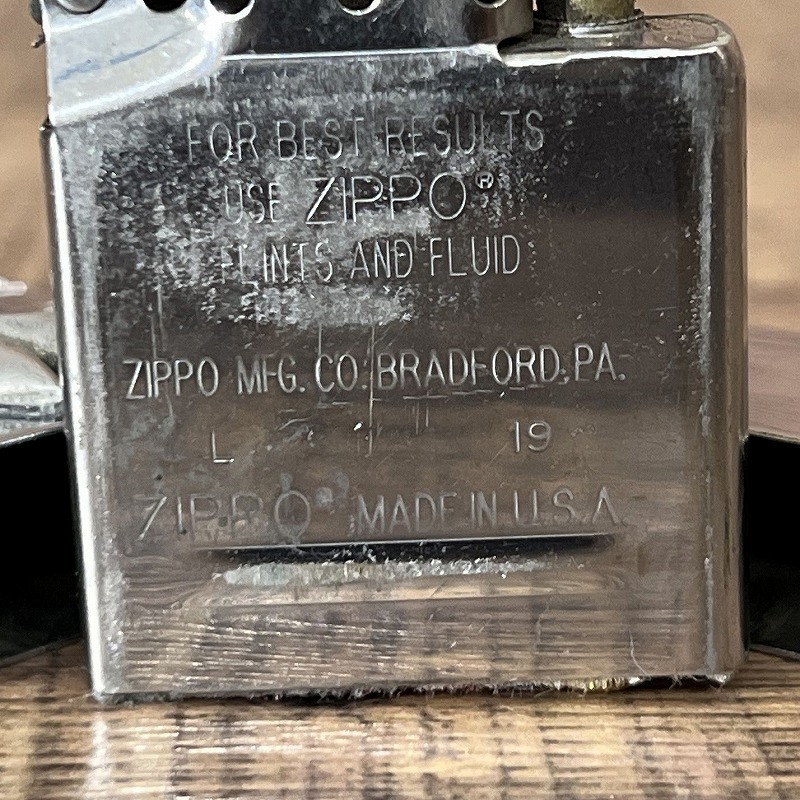 FOR BEST RESULTS
USE ZIPPO®
FLINTS AND FLUID
ZIPPO MFG. CO. BRADFORD, PA.
L 19
ZIPPO® MADE IN U.S.A.